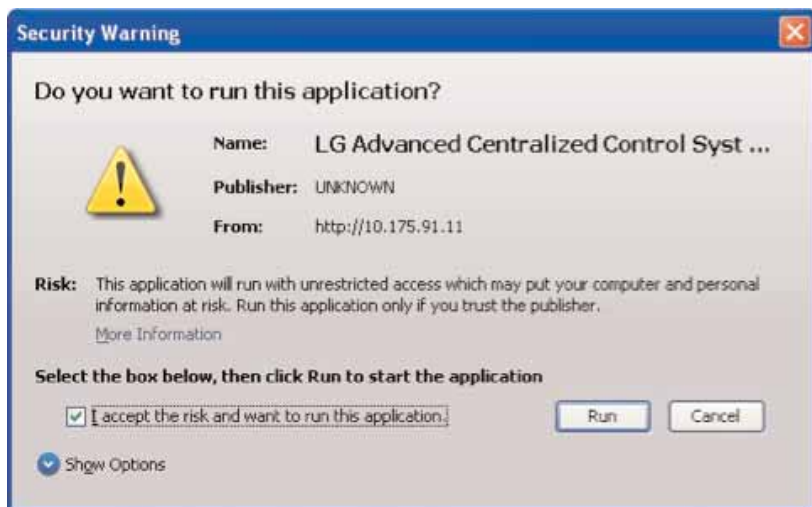 Security Warning
Do you want to run this application?
Name: LG Advanced Centralized Control Syst ...
Publisher: UNKNOWN
From: http://10.175.91.11
Risk: This application will run with unrestricted access which may put your computer and personal
information at risk. Run this application only if you trust the publisher.
More Information
Select the box below, then click Run to start the application
I accept the risk and want to run this application.
Run Cancel
Show Options